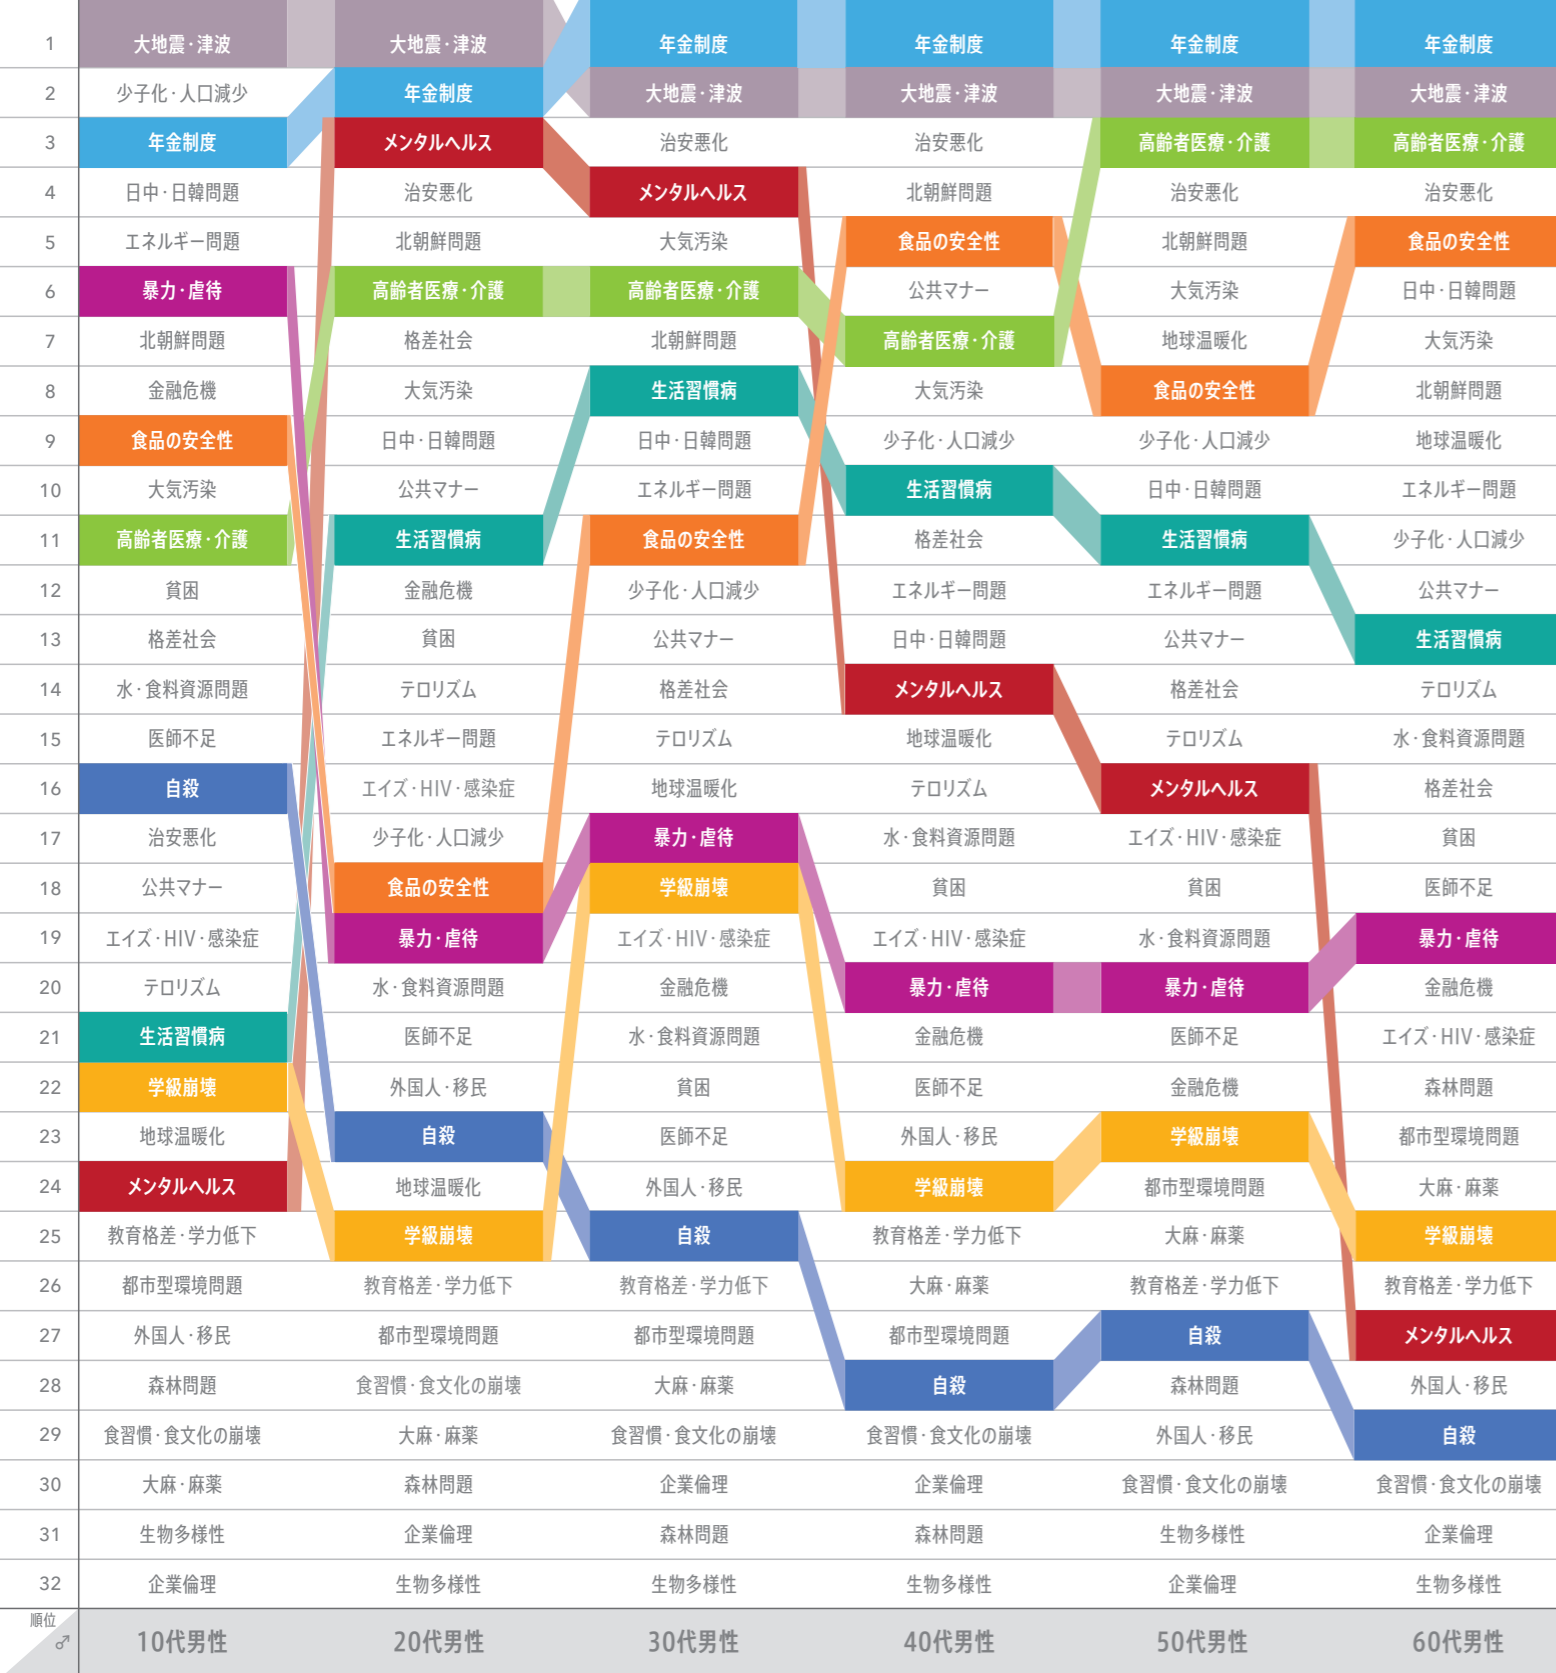 1 大地震・津波 大地震・津波 年金制度 年金制度 年金制度 年金制度
2 少子化・人口減少 年金制度 大地震・津波 大地震・津波 大地震・津波 大地震・津波
3 年金制度 メンタルヘルス 治安悪化 治安悪化 高齢者医療・介護 高齢者医療・介護
4 日中・日韓問題 治安悪化 メンタルヘルス 北朝鮮問題 治安悪化 治安悪化
5 エネルギー問題 北朝鮮問題 大気汚染 食品の安全性 北朝鮮問題 食品の安全性
6 暴力・虐待 高齢者医療・介護 高齢者医療・介護 公共マナー 大気汚染 日中・日韓問題
7 北朝鮮問題 格差社会 北朝鮮問題 高齢者医療・介護 地球温暖化 大気汚染
8 金融危機 大気汚染 生活習慣病 大気汚染 食品の安全性 北朝鮮問題
9 食品の安全性 日中・日韓問題 日中・日韓問題 少子化・人口減少 少子化・人口減少 地球温暖化
10 大気汚染 公共マナー エネルギー問題 生活習慣病 日中・日韓問題 エネルギー問題
11 高齢者医療・介護 生活習慣病 食品の安全性 格差社会 生活習慣病 少子化・人口減少
12 貧困 金融危機 少子化・人口減少 エネルギー問題 エネルギー問題 公共マナー
13 格差社会 貧困 公共マナー 日中・日韓問題 公共マナー 生活習慣病
14 水・食料資源問題 テロリズム 格差社会 メンタルヘルス 格差社会 テロリズム
15 医師不足 エネルギー問題 テロリズム 地球温暖化 テロリズム 水・食料資源問題
16 自殺 エイズ・HIV・感染症 地球温暖化 テロリズム メンタルヘルス 格差社会
17 治安悪化 少子化・人口減少 暴力・虐待 水・食料資源問題 エイズ・HIV・感染症 貧困
18 公共マナー 食品の安全性 学級崩壊 貧困 貧困 医師不足
19 エイズ・HIV・感染症 暴力・虐待 エイズ・HIV・感染症 エイズ・HIV・感染症 水・食料資源問題 暴力・虐待
20 テロリズム 水・食料資源問題 金融危機 暴力・虐待 暴力・虐待 金融危機
21 生活習慣病 医師不足 水・食料資源問題 金融危機 医師不足 エイズ・HIV・感染症
22 学級崩壊 外国人・移民 貧困 医師不足 金融危機 森林問題
23 地球温暖化 自殺 医師不足 外国人・移民 学級崩壊 都市型環境問題
24 メンタルヘルス 地球温暖化 外国人・移民 学級崩壊 都市型環境問題 大麻・麻薬
25 教育格差・学力低下 学級崩壊 自殺 教育格差・学力低下 大麻・麻薬 学級崩壊
26 都市型環境問題 教育格差・学力低下 教育格差・学力低下 大麻・麻薬 教育格差・学力低下 教育格差・学力低下
27 外国人・移民 都市型環境問題 都市型環境問題 都市型環境問題 自殺 メンタルヘルス
28 森林問題 食習慣・食文化の崩壊 大麻・麻薬 自殺 森林問題 外国人・移民
29 食習慣・食文化の崩壊 大麻・麻薬 食習慣・食文化の崩壊 食習慣・食文化の崩壊 外国人・移民 自殺
30 大麻・麻薬 森林問題 企業倫理 企業倫理 食習慣・食文化の崩壊 食習慣・食文化の崩壊
31 生物多様性 企業倫理 森林問題 森林問題 生物多様性 企業倫理
32 企業倫理 生物多様性 生物多様性 生物多様性 企業倫理 生物多様性
順位
♂ 10代男性 20代男性 30代男性 40代男性 50代男性 60代男性